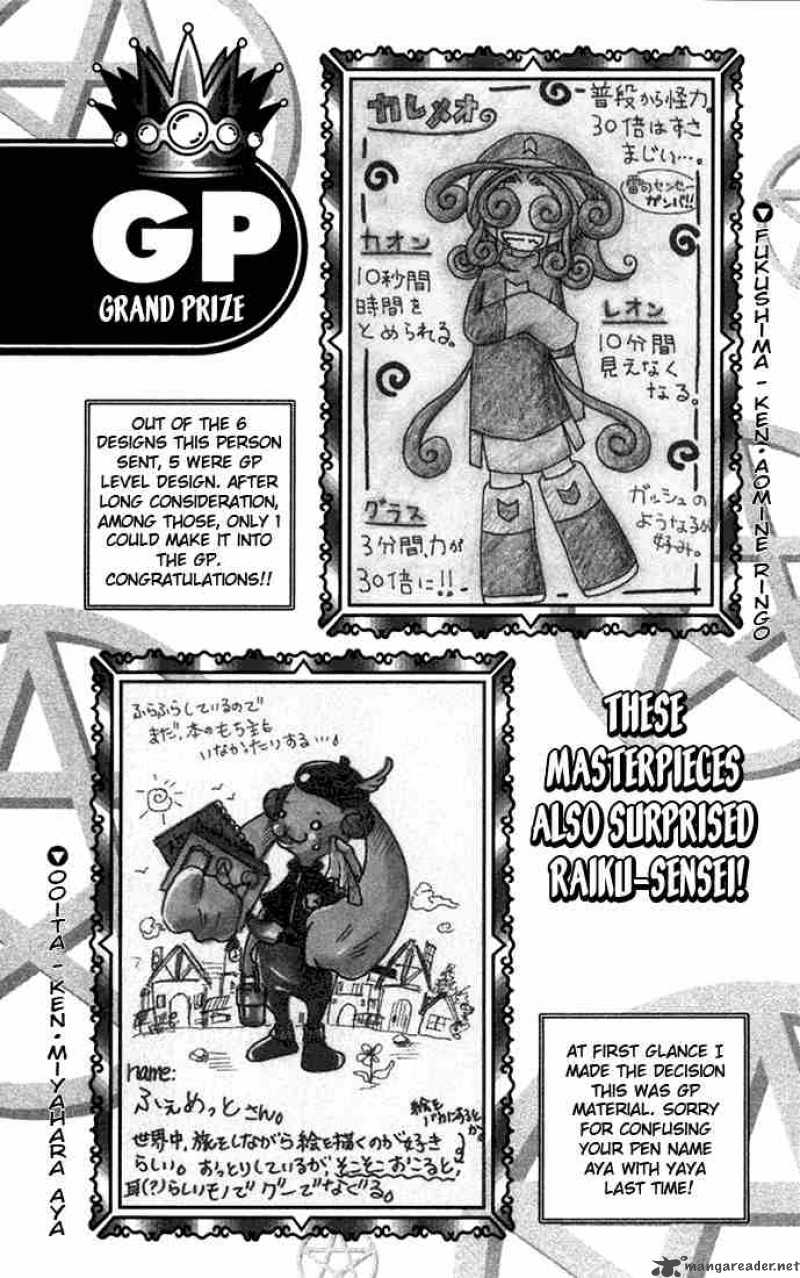 GP
GRAND PRIZE
カレメオ。
普段から怪力。
30倍はすさ
まじい…。
雷句センセー
ガンバ!!
カオン
10秒間
時間を
とめられる。
レオン
10分間
見えなく
なる。
グラス
3分間、力が
30倍に!!
ガッシュの
ような子が
好み。
▼FUKUSHIMA-KEN•AOMINE RINGO
OUT OF THE 6
DESIGNS THIS PERSON
SENT, 5 WERE GP
LEVEL DESIGN. AFTER
LONG CONSIDERATION,
AMONG THOSE, ONLY 1
COULD MAKE IT INTO
THE GP.
CONGRATULATIONS!!
THESE
MASTERPIECES
ALSO SURPRISED
RAIKU-SENSEI!
ふらふらしているので
まだ、本のもち主も
いなかったりする…♪
name:
ふぇめっとさん。
世界中、旅をしながら絵を描くのが好き
らしい。おっとりしているが、そこそこおこると、
耳(?)らしいモノでグーでなぐる。
絵を
バカにするとか。
▼OOITA-KEN•MIYAHARA AYA
AT FIRST GLANCE I
MADE THE DECISION
THIS WAS GP
MATERIAL. SORRY
FOR CONFUSING
YOUR PEN NAME
AYA WITH YAYA
LAST TIME!
mangareader.net